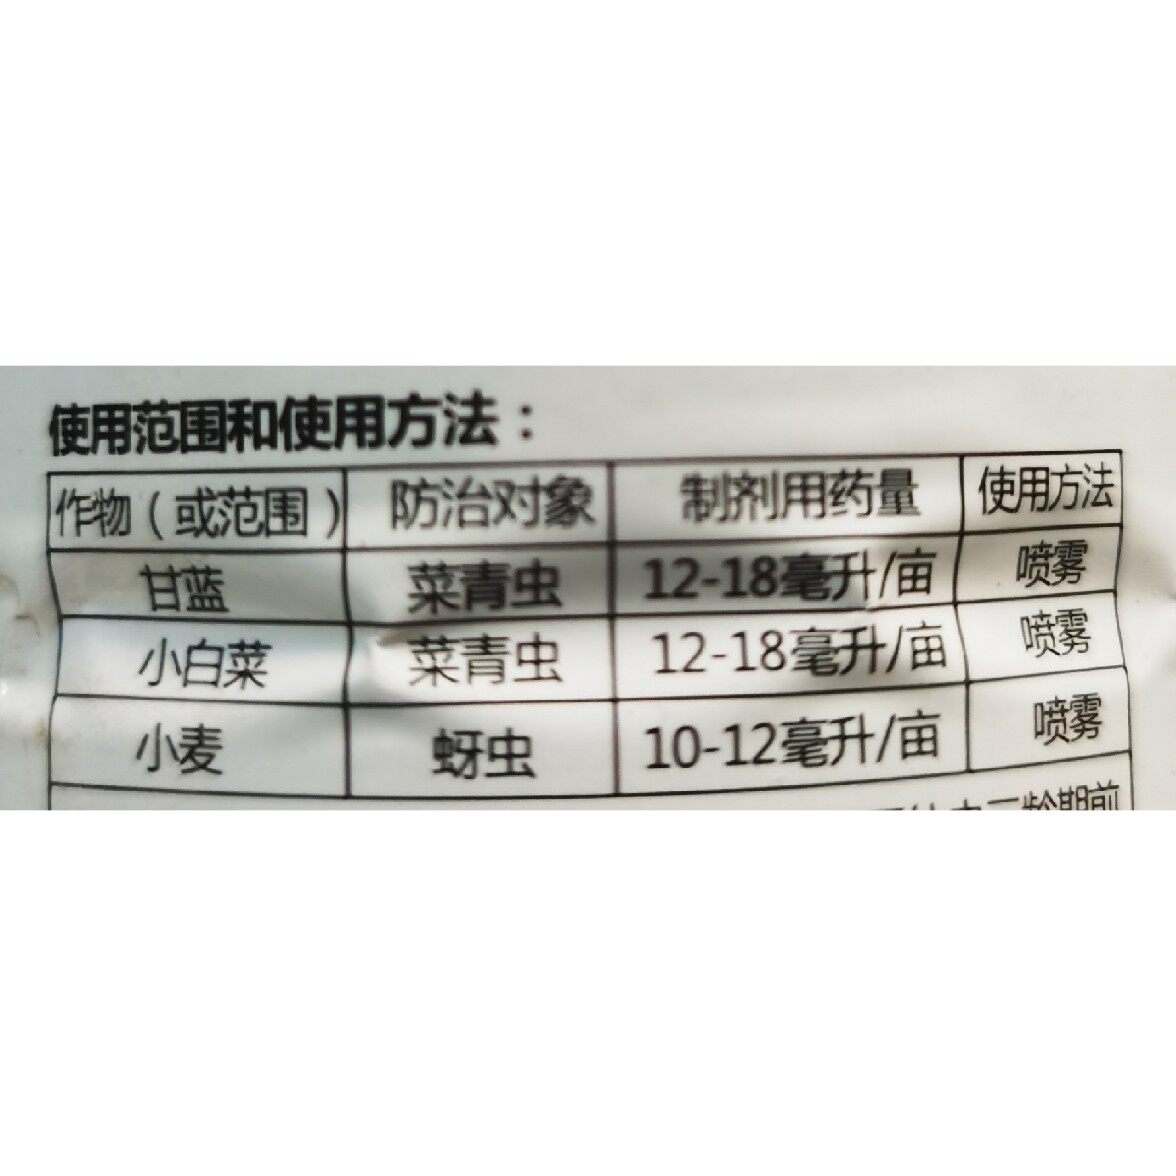 使用范围和使用方法：
作物（或范围） 防治对象 制剂用药量 使用方法
甘蓝 菜青虫 12-18毫升/亩 喷雾
小白菜 菜青虫 12-18毫升/亩 喷雾
小麦 蚜虫 10-12毫升/亩 喷雾
龄期前